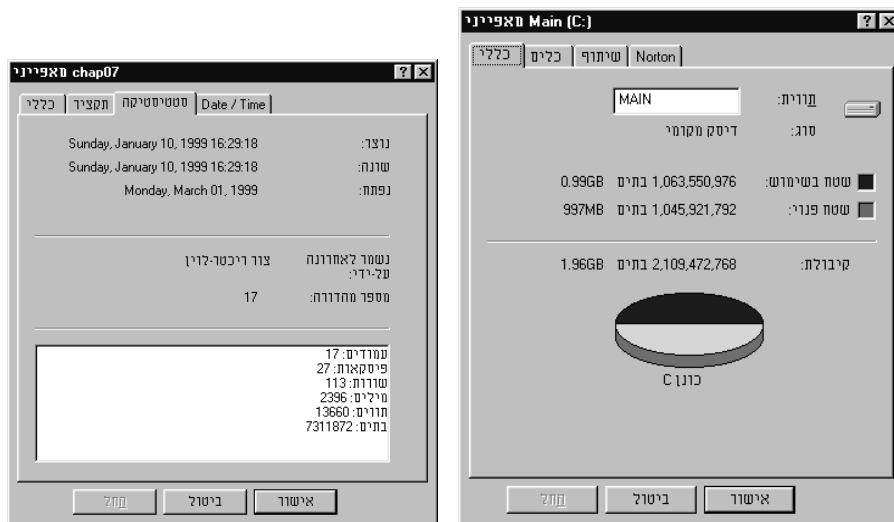 מאפייני Main (C:)
כללי
כלים
שיתוף
Norton
תווית: MAIN
סוג: דיסק מקומי
שטח בשימוש: 1,063,550,976 בתים 0.99GB
שטח פנוי: 1,045,921,792 בתים 997MB
קיבולת: 2,109,472,768 בתים 1.96GB
כונן C
אישור
ביטול
החל
מאפייני chap07
כללי
תקציר
סטטיסטיקה
Date / Time
נוצר: Sunday, January 10, 1999 16:29:18
שונה: Sunday, January 10, 1999 16:29:18
נפתח: Monday, March 01, 1999
נשמר לאחרונה צור ריכטר-לוין
על-ידי:
מספר מהדורה: 17
עמודים: 17
פיסקאות: 27
שורות: 113
מילים: 2396
תווים: 13660
בתים: 7311872
אישור
ביטול
החל